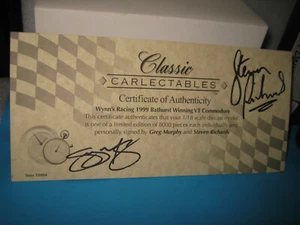 Classic
CARLECTABLES
Certificate of Authenticity
Wynn's Racing 1999 Bathurst Winning VT Commodore
This certificate authenticates that your 1/18 scale diecast model
is one of a limited edition of 6000 pieces each individually and
personally signed by Greg Murphy and Steven Richards